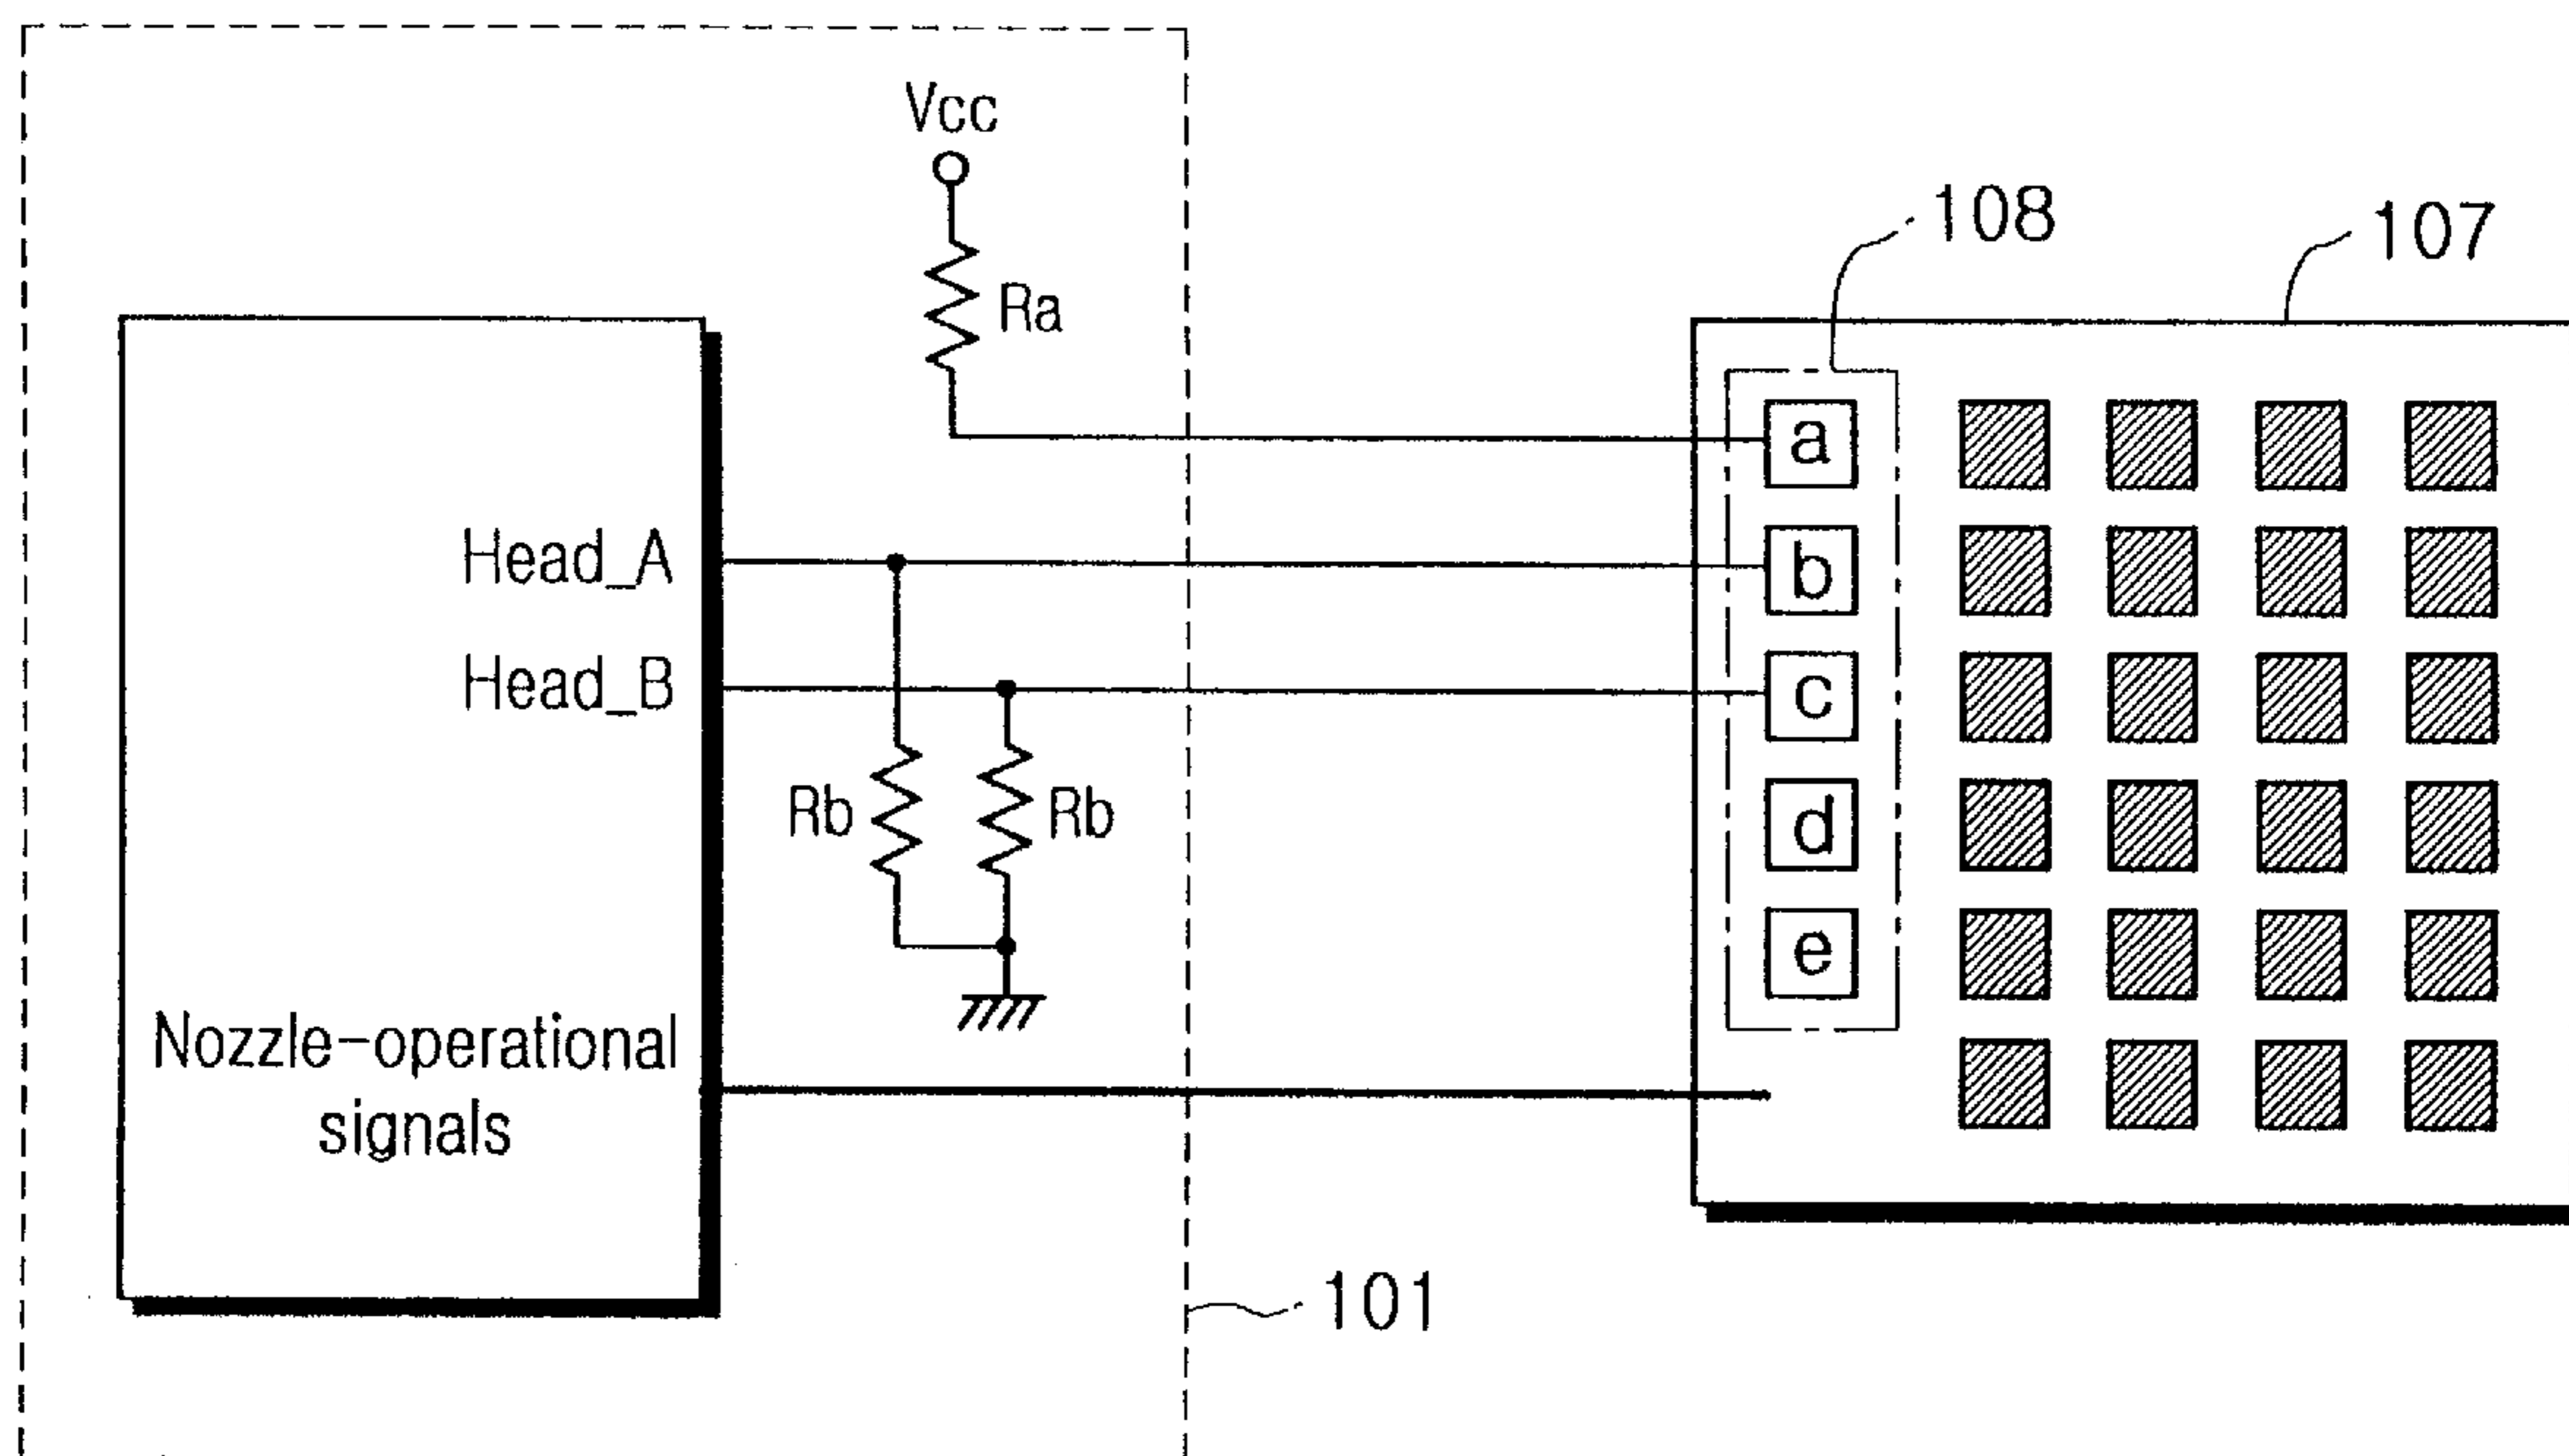 Vcc
Ra
108
107
a
Head_A
b
Head_B
c
Rb
Rb
d
e
Nozzle-operational
signals
101